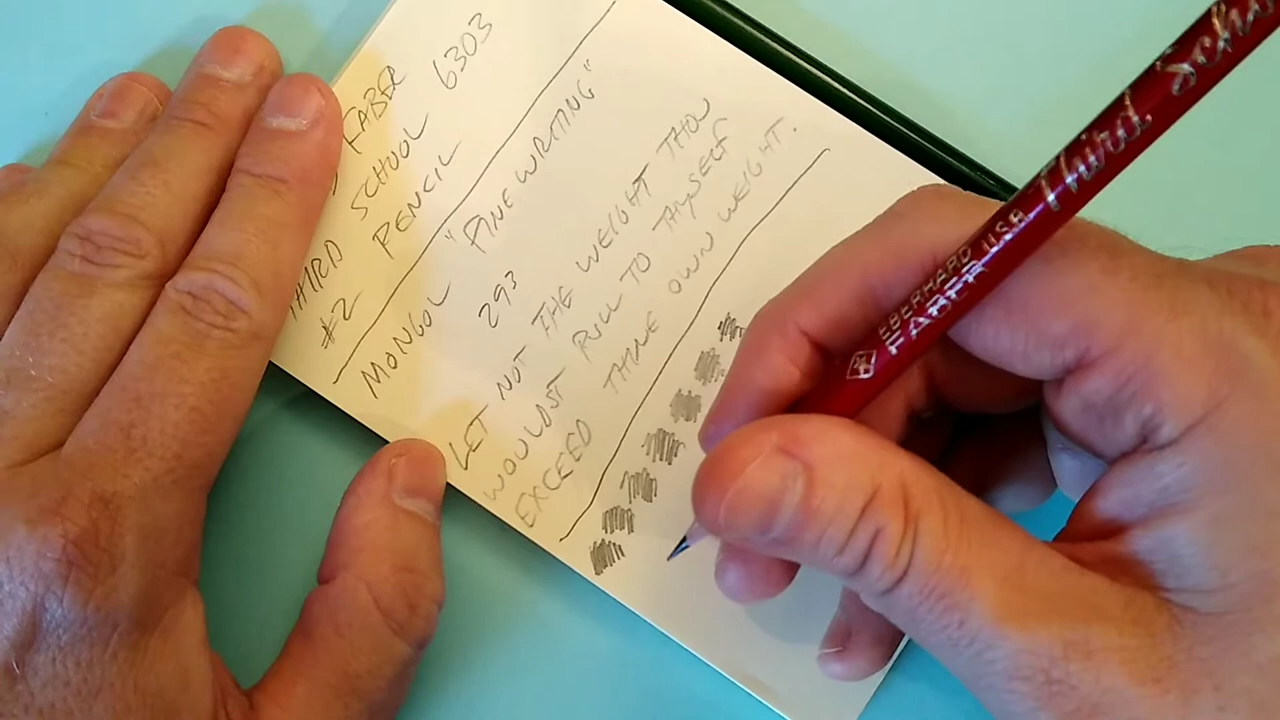 FABER
THIRD SCHOOL 6303
#2 PENCIL
MONGOL "FINE WRITING"
293
LET NOT THE WEIGHT THOU
WOULDST PULL TO THYSELF
EXCEED THINE OWN WEIGHT.
EBERHARD
FABER USA Third